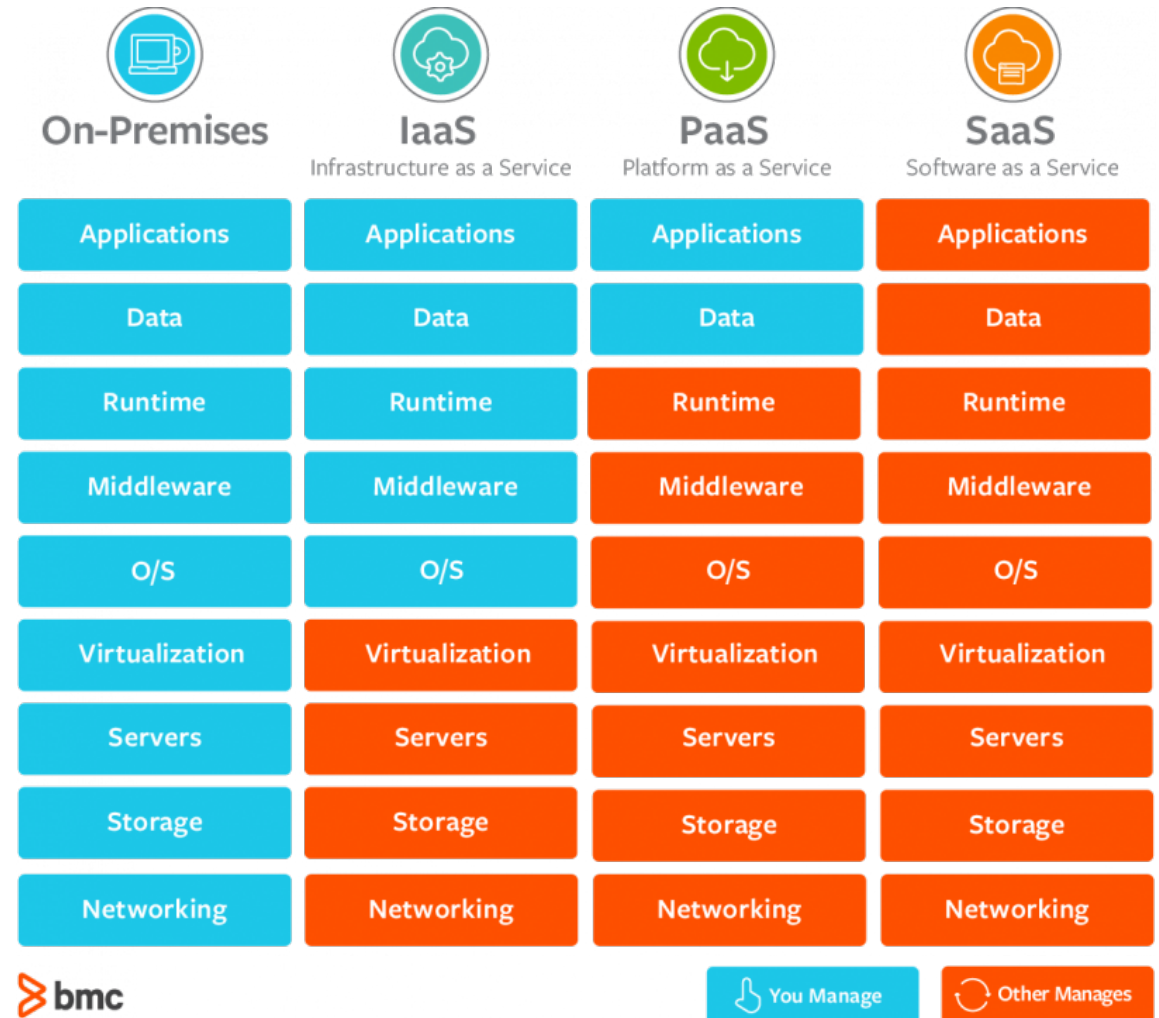 On-Premises IaaS PaaS SaaS
Infrastructure as a Service Platform as a Service Software as a Service
Applications Applications Applications Applications
Data Data Data Data
Runtime Runtime Runtime Runtime
Middleware Middleware Middleware Middleware
O/S O/S O/S O/S
Virtualization Virtualization Virtualization Virtualization
Servers Servers Servers Servers
Storage Storage Storage Storage
Networking Networking Networking Networking
bmc You Manage Other Manages